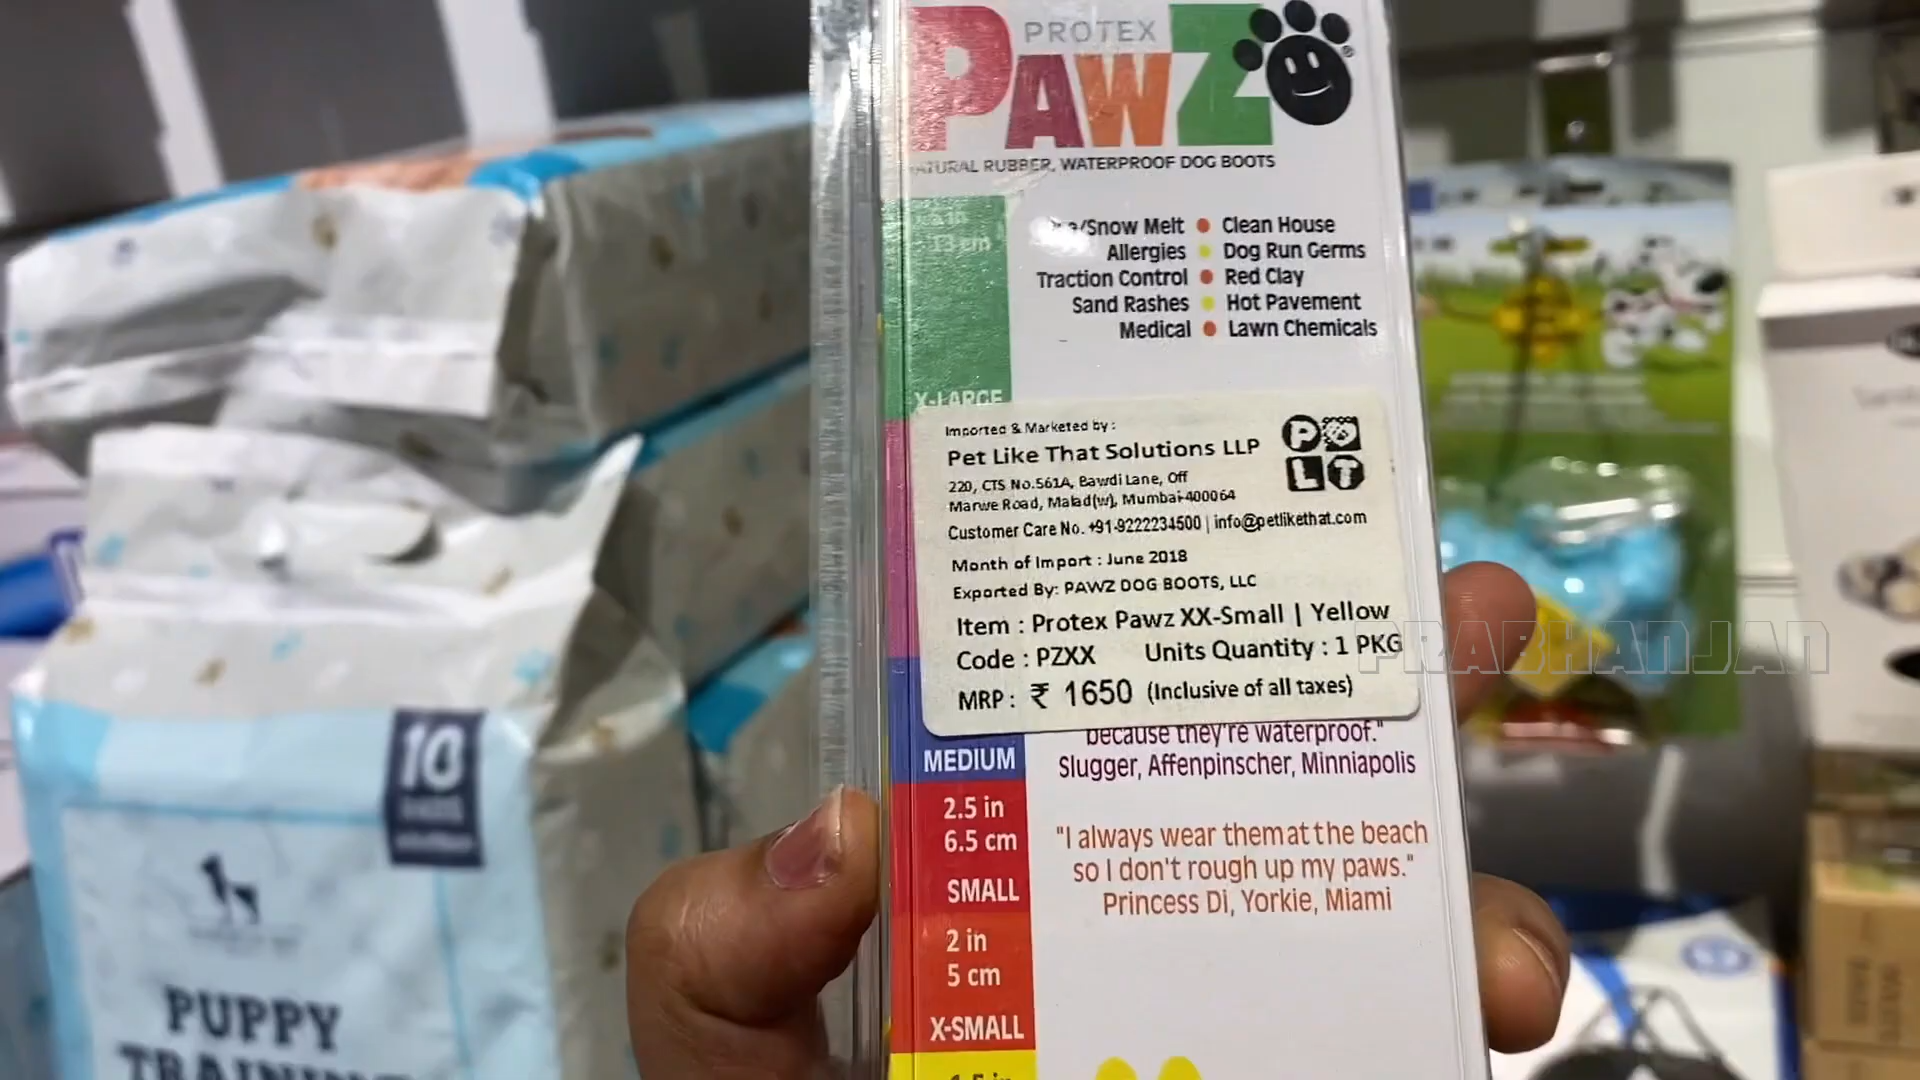 PROTEX
PAWZ
NATURAL RUBBER, WATERPROOF DOG BOOTS
/Snow Melt • Clean House
Allergies • Dog Run Germs
Traction Control • Red Clay
Sand Rashes • Hot Pavement
Medical • Lawn Chemicals
13 cm
X-LARGE
Imported & Marketed by :
Pet Like That Solutions LLP
P
L T
220, CTS No.561A, Bawdi Lane, Off
Marwe Road, Malad(w), Mumbai-400064
Customer Care No. +91-9222234500 | info@petlikethat.com
Month of Import : June 2018
Exported By: PAWZ DOG BOOTS, LLC
Item : Protex Pawz XX-Small | Yellow
Code : PZXX Units Quantity : 1 PKG
MRP : ₹ 1650 (Inclusive of all taxes)
PRABHANJAN
because they're waterproof."
Slugger, Affenpinscher, Minniapolis
MEDIUM
2.5 in
6.5 cm
SMALL
"I always wear them at the beach
so I don't rough up my paws."
Princess Di, Yorkie, Miami
2 in
5 cm
X-SMALL
1.5 in
10
PUPPY
TRAINING